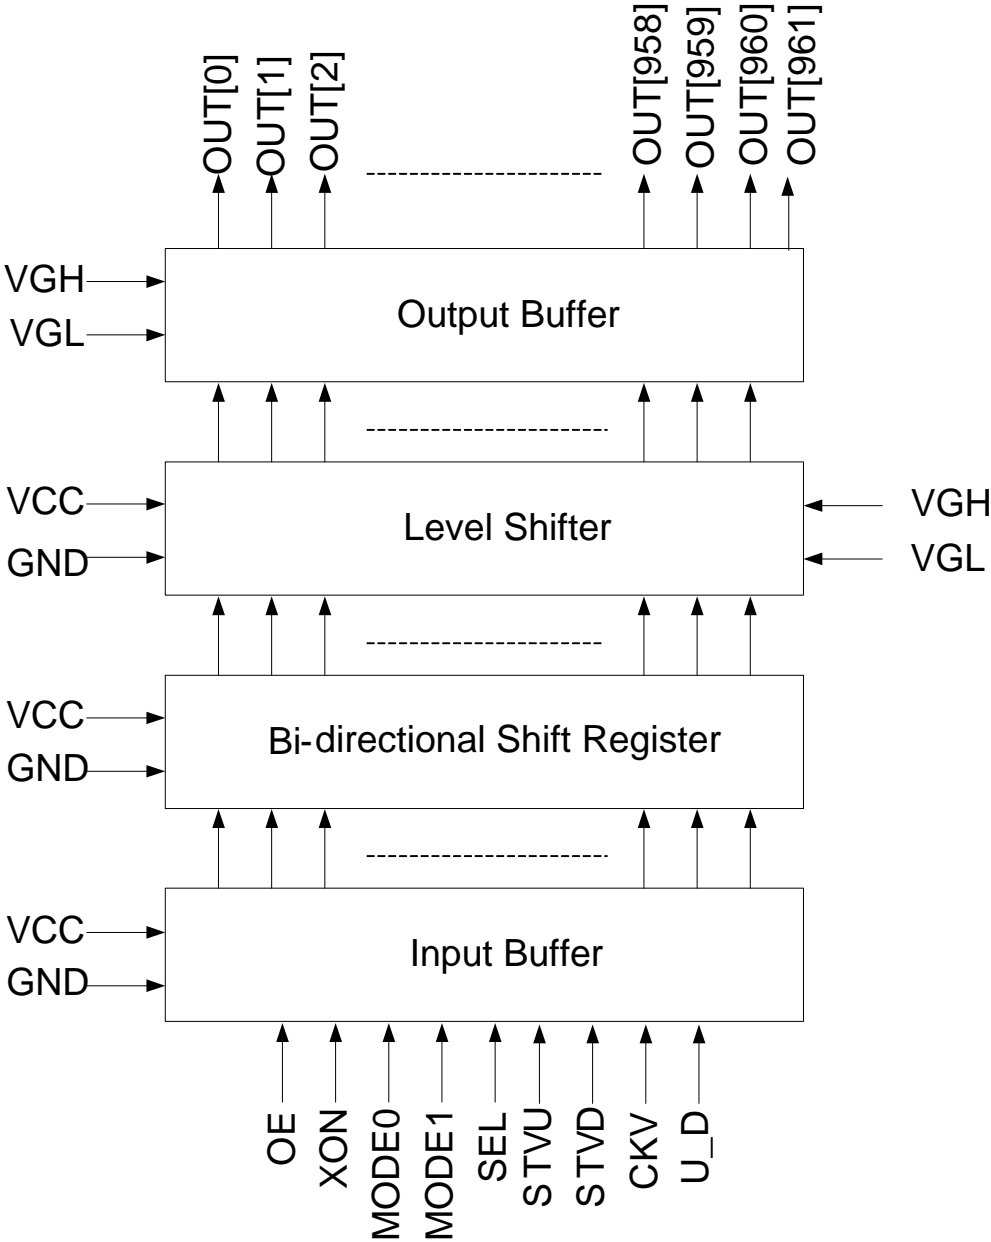 OUT[0]
OUT[1]
OUT[2]
OUT[958]
OUT[959]
OUT[960]
OUT[961]
VGH
VGL
Output Buffer
VCC
GND
Level Shifter
VGH
VGL
VCC
GND
Bi-directional Shift Register
VCC
GND
Input Buffer
OE
XON
MODE0
MODE1
SEL
STVU
STVD
CKV
U_D